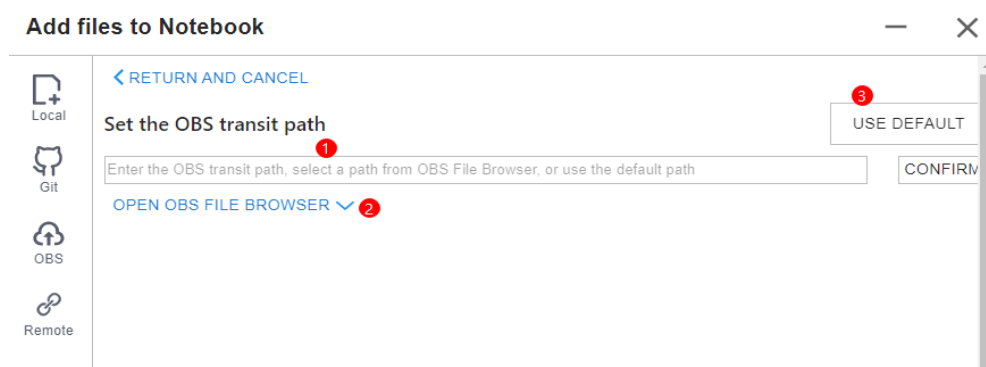 Add files to Notebook
Local
Git
OBS
Remote
RETURN AND CANCEL
3
Set the OBS transit path
USE DEFAULT
1
Enter the OBS transit path, select a path from OBS File Browser, or use the default path
CONFIRM
OPEN OBS FILE BROWSER
2